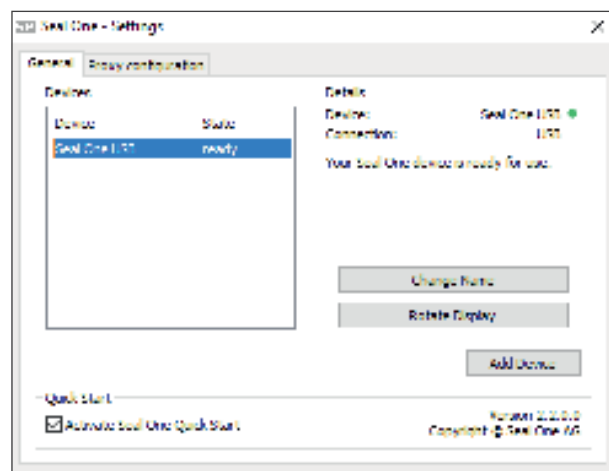 Seal One - Settings
General
Proxy configuration
Devices
Device State
Seal One USB ready
Details
Device: Seal One USB
Connection: USB
Your Seal One device is ready for use.
Change Name
Rotate Display
Add Device
Quick Start
Activate Seal One Quick Start
Version
Copyright © Seal One AG